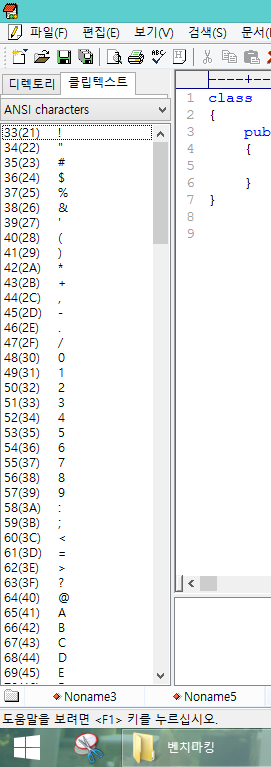 파일(F) 편집(E) 보기(V) 검색(S) 문서(
디렉토리 클립텍스트
ANSI characters
33(21) !
34(22) "
35(23) #
36(24) $
37(25) %
38(26) &
39(27) '
40(28) (
41(29) )
42(2A) *
43(2B) +
44(2C) ,
45(2D) -
46(2E) .
47(2F) /
48(30) 0
49(31) 1
50(32) 2
51(33) 3
52(34) 4
53(35) 5
54(36) 6
55(37) 7
56(38) 8
57(39) 9
58(3A) :
59(3B) ;
60(3C) <
61(3D) =
62(3E) >
63(3F) ?
64(40) @
65(41) A
66(42) B
67(43) C
68(44) D
69(45) E
----+--
1 class
2 {
3 pub
4 {
5
6 }
7 }
8
9
Noname3 Noname5
도움말을 보려면 <F1> 키를 누르십시오.
벤치마킹